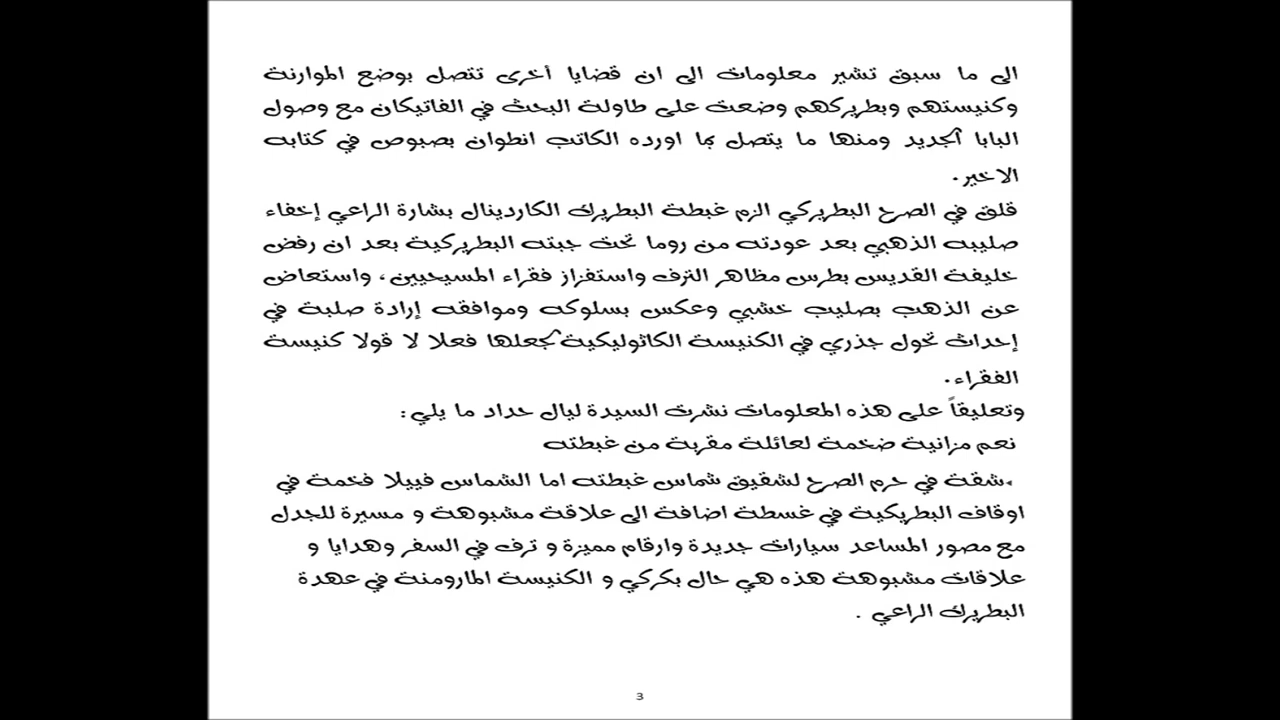 الى ما سبق تشير معلومات الى ان قضايا أخرى تتصل بوضع الموارنة
وكنيستهم وبطريركهم وضعت على طاولة البحث في الفاتيكان مع وصول
البابا الجديد ومنها ما يتصل بما اورده الكاتب انطوان بصبوص في كتابه
الاخير.
قلق في الصرح البطريركي الزم غبطة البطريرك الكاردينال بشارة الراعي إخفاء
صليبه الذهبي بعد عودته من روما تحت جبته البطريركية بعد ان رفض
خليفة القديس بطرس مظاهر الترف واستفزاز فقراء المسيحيين، واستعاض
عن الذهب بصليب خشبي وعكس بسلوكه وموافقه إرادة صلبة في
إحداث تحول جذري في الكنيسة الكاثوليكية يجعلها فعلا لا قولا كنيسة
الفقراء.
وتعليقاً على هذه المعلومات نشرت السيدة ليال حداد ما يلي:
نعم مزانية ضخمة لعائلة مقربة من غبطته
.شقة في حرم الصرح لشقيق شماس غبطته اما الشماس فييلا فخمة في
اوقاف البطريكية في غسطة اضافة الى علاقة مشبوهة و مسيرة للجدل
مع مصور المساعد سيارات جديدة وارقام مميزة و ترف في السفر وهدايا و
علاقات مشبوهة هذه هي حال بكركي و الكنيسة المارومنة في عهدة
البطريرك الراعي .
3